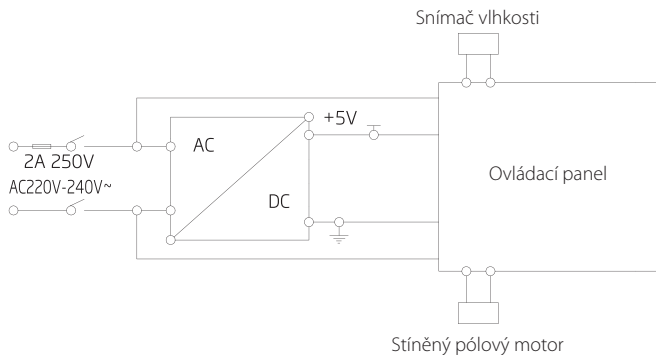 Snímač vlhkosti
+5V
AC
2A 250V
AC220V-240V~
Ovládací panel
DC
Stíněný pólový motor